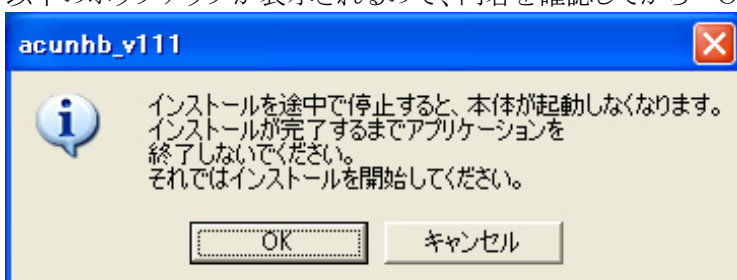 以下のポップアップが表示されるので、内容を確認してから
acunhb_v111
インストールを途中で停止すると、本体が起動しなくなります。
インストールが完了するまでアプリケーションを
終了しないでください。
それではインストールを開始してください。
OK
キャンセル